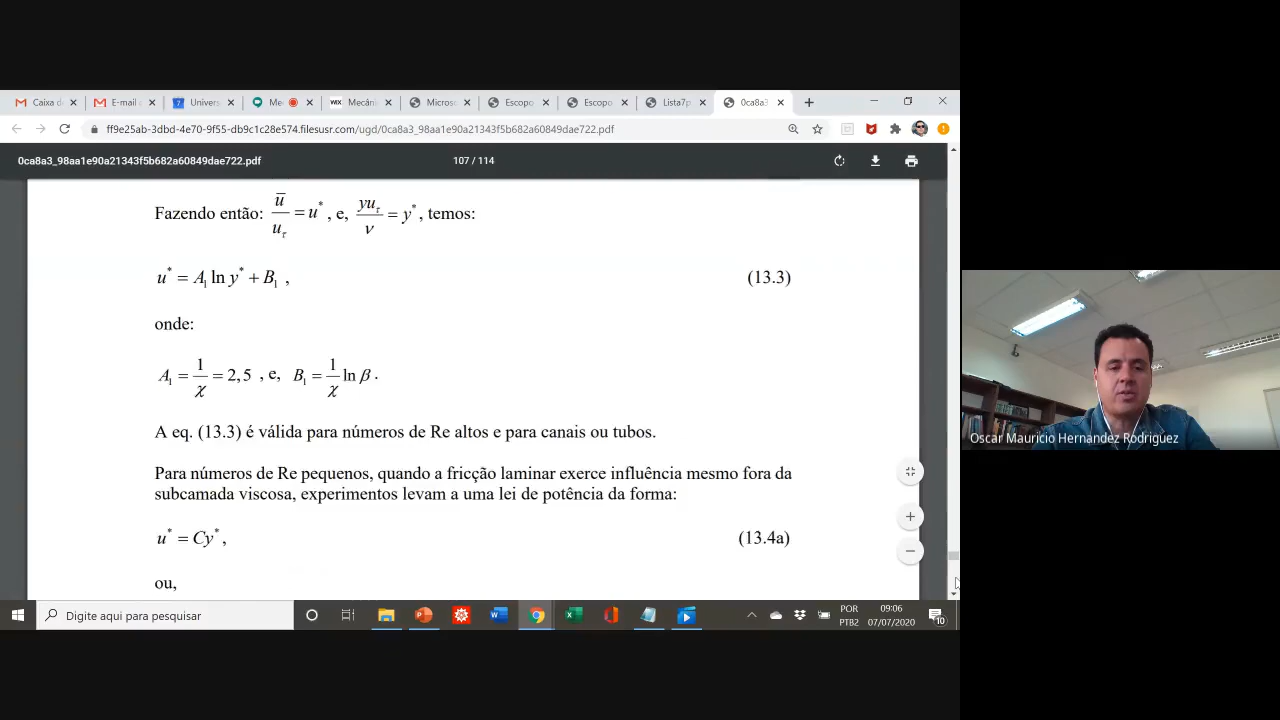 Caixa de
E-mail
Univers
Me
WIX Mecân
Micros
Escopo
Escopo
Lista7p
0ca8a3
ff9e25ab-3dbd-4e70-9f65-db9c1c28e574.filesusr.com/ugd/0ca8a3_98aa1e90a21343f5b682a60849dae722.pdf
0ca8a3_98aa1e90a21343f5b682a60849dae722.pdf
107 / 114
Fazendo então: u̅/u_τ = u*, e, yu_τ/ν = y*, temos:
u* = A₁ ln y* + B₁ , (13.3)
onde:
A₁ = 1/χ = 2,5 , e, B₁ = 1/χ ln β .
A eq. (13.3) é válida para números de Re altos e para canais ou tubos.
Para números de Re pequenos, quando a fricção laminar exerce influência mesmo fora da
subcamada viscosa, experimentos levam a uma lei de potência da forma:
u* = Cy*, (13.4a)
ou,
Oscar Mauricio Hernandez Rodriguez
Digite aqui para pesquisar
POR
PTB2
09:06
07/07/2020
10